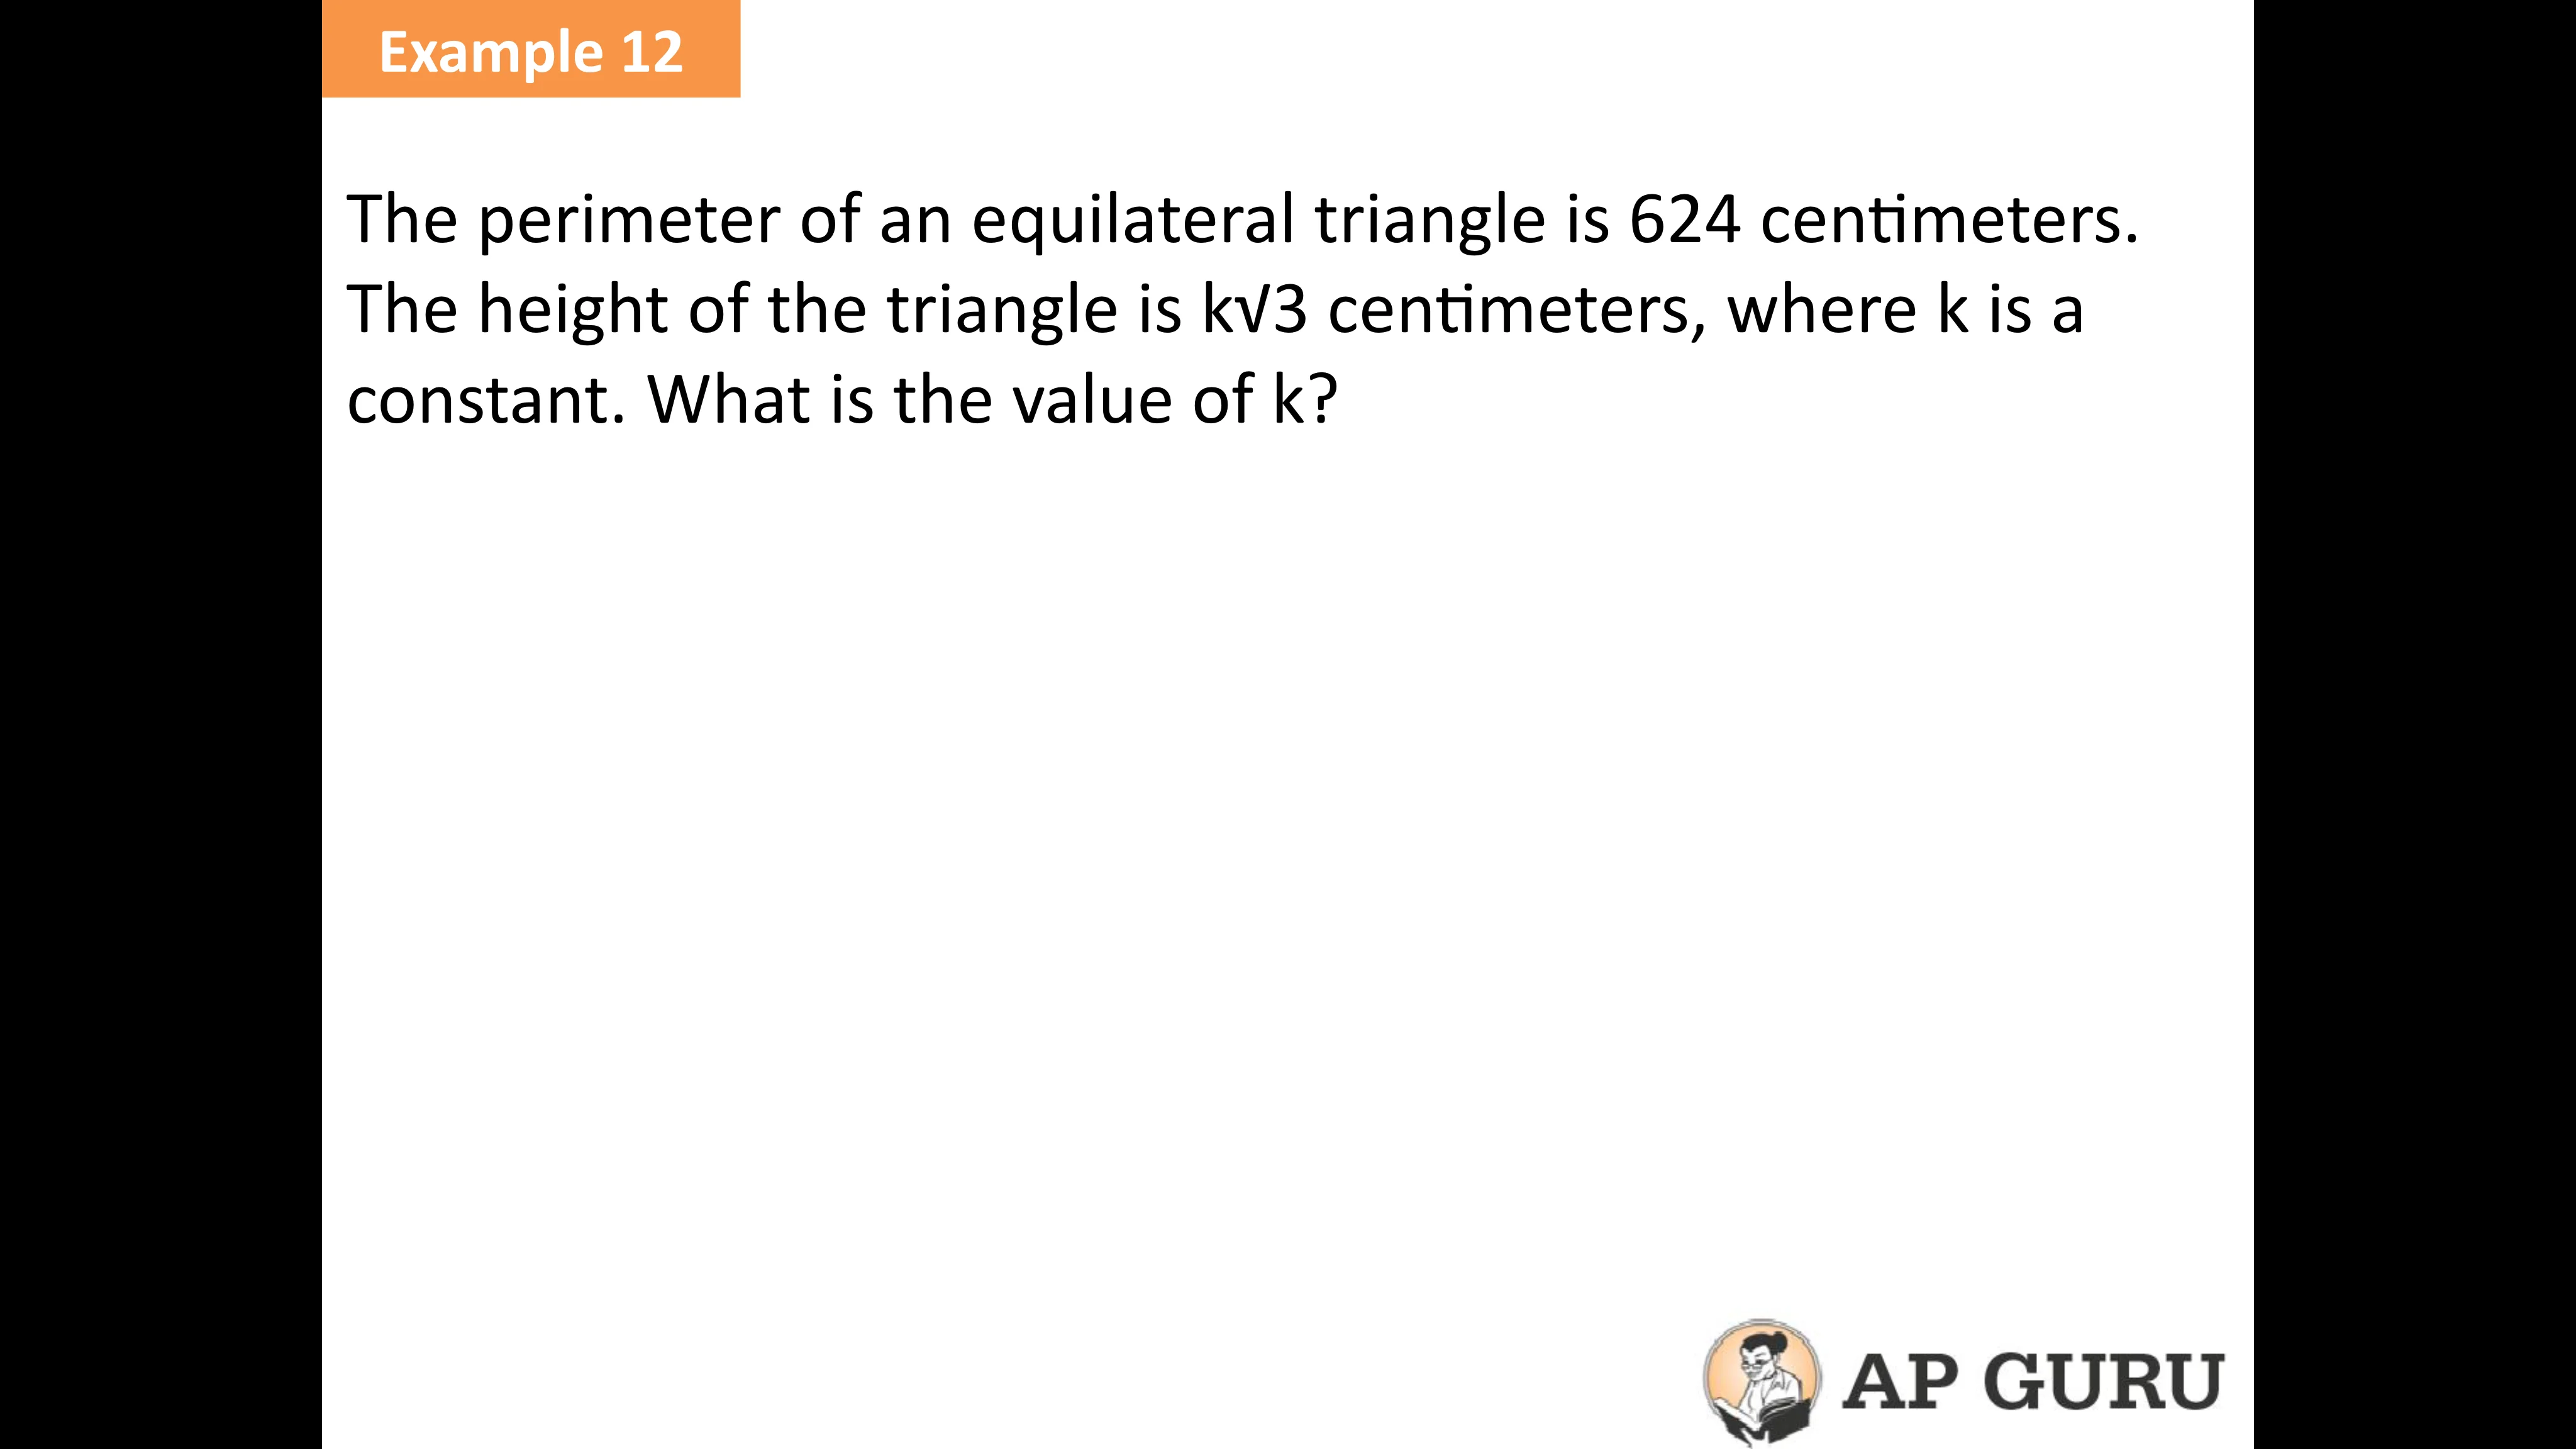 Example 12
The perimeter of an equilateral triangle is 624 centimeters.
The height of the triangle is k√3 centimeters, where k is a
constant. What is the value of k?
AP GURU